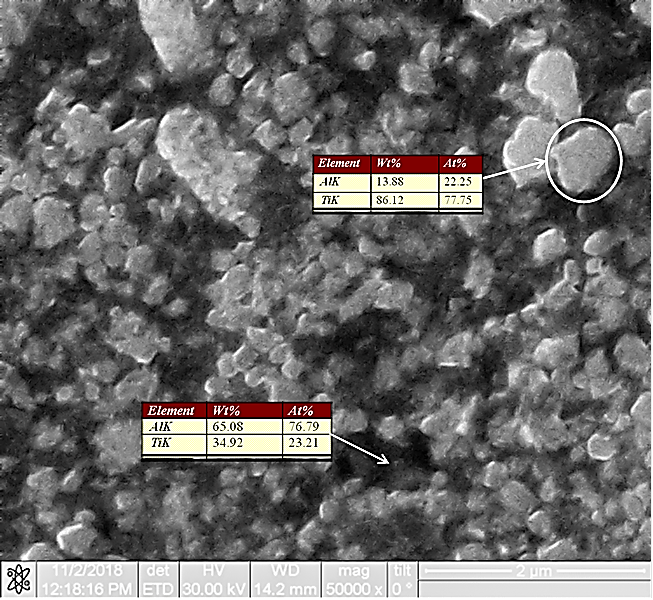 Element Wt% At%
AlK 13.88 22.25
TiK 86.12 77.75
Element Wt% At%
AlK 65.08 76.79
TiK 34.92 23.21
11/2/2018 det HV WD mag tilt 2 µm
12:18:16 PM ETD 30.00 kV 14.2 mm 50000 x 0 °